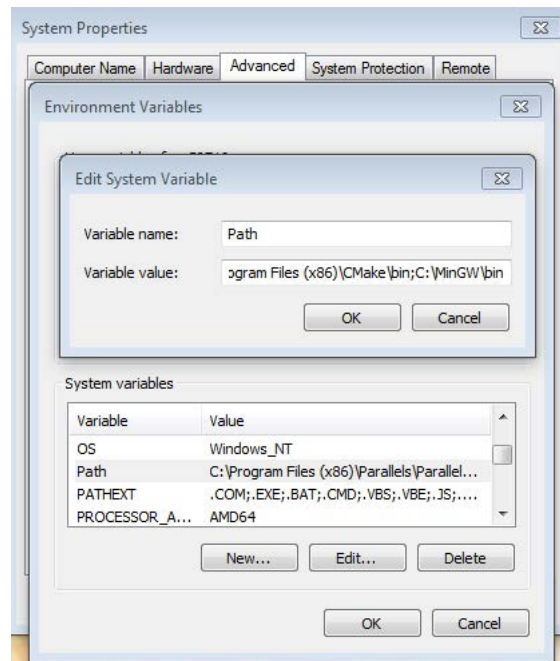 System Properties
Computer Name Hardware Advanced System Protection Remote
Environment Variables
Edit System Variable
Variable name: Path
Variable value: ogram Files (x86)\CMake\bin;C:\MinGW\bin
OK Cancel
System variables
Variable Value
OS Windows_NT
Path C:\Program Files (x86)\Parallels\Parallel...
PATHEXT .COM;.EXE;.BAT;.CMD;.VBS;.VBE;.JS;....
PROCESSOR_A... AMD64
New... Edit... Delete
OK Cancel